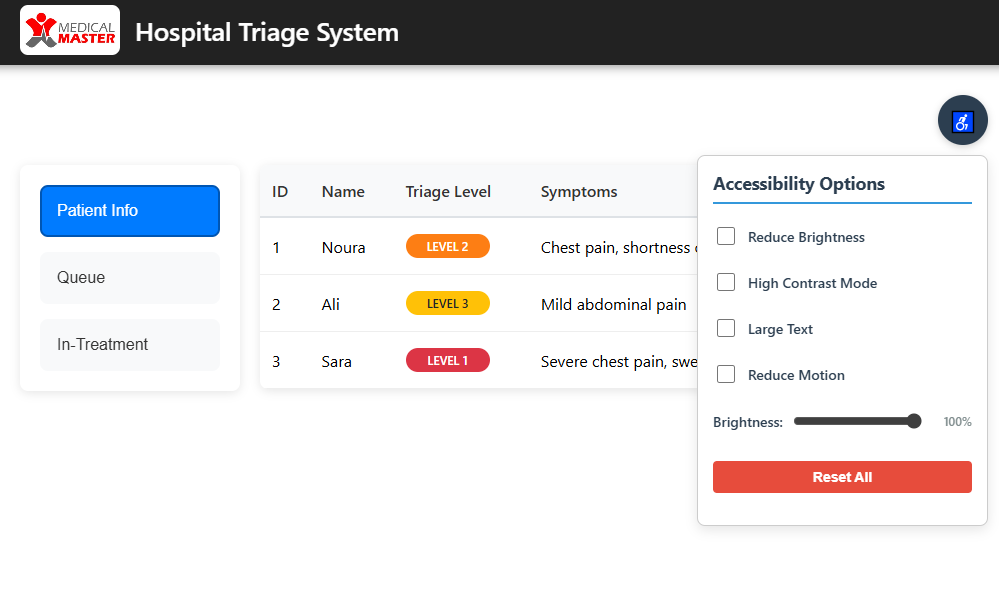 MEDICAL
MASTER
Hospital Triage System
Patient Info
Queue
In-Treatment
ID Name Triage Level Symptoms
1 Noura LEVEL 2 Chest pain, shortness
2 Ali LEVEL 3 Mild abdominal pain
3 Sara LEVEL 1 Severe chest pain, swe
Accessibility Options
Reduce Brightness
High Contrast Mode
Large Text
Reduce Motion
Brightness: 100%
Reset All